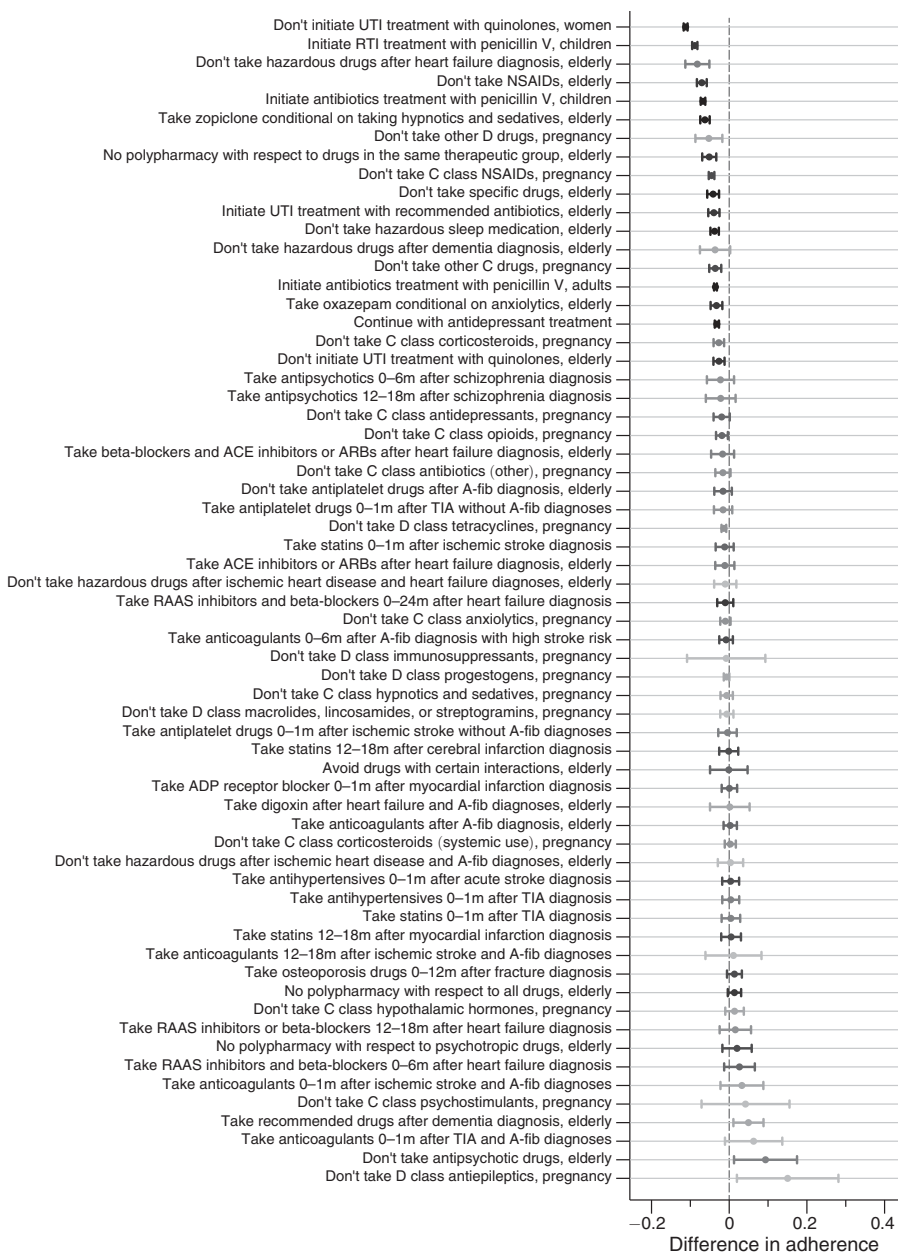 Don't initiate UTI treatment with quinolones, women
Initiate RTI treatment with penicillin V, children
Don't take hazardous drugs after heart failure diagnosis, elderly
Don't take NSAIDs, elderly
Initiate antibiotics treatment with penicillin V, children
Take zopiclone conditional on taking hypnotics and sedatives, elderly
Don't take other D drugs, pregnancy
No polypharmacy with respect to drugs in the same therapeutic group, elderly
Don't take C class NSAIDs, pregnancy
Don't take specific drugs, elderly
Initiate UTI treatment with recommended antibiotics, elderly
Don't take hazardous sleep medication, elderly
Don't take hazardous drugs after dementia diagnosis, elderly
Don't take other C drugs, pregnancy
Initiate antibiotics treatment with penicillin V, adults
Take oxazepam conditional on anxiolytics, elderly
Continue with antidepressant treatment
Don't take C class corticosteroids, pregnancy
Don't initiate UTI treatment with quinolones, elderly
Take antipsychotics 0–6m after schizophrenia diagnosis
Take antipsychotics 12–18m after schizophrenia diagnosis
Don't take C class antidepressants, pregnancy
Don't take C class opioids, pregnancy
Take beta-blockers and ACE inhibitors or ARBs after heart failure diagnosis, elderly
Don't take C class antibiotics (other), pregnancy
Don't take antiplatelet drugs after A-fib diagnosis, elderly
Take antiplatelet drugs 0–1m after TIA without A-fib diagnoses
Don't take D class tetracyclines, pregnancy
Take statins 0–1m after ischemic stroke diagnosis
Take ACE inhibitors or ARBs after heart failure diagnosis, elderly
Don't take hazardous drugs after ischemic heart disease and heart failure diagnoses, elderly
Take RAAS inhibitors and beta-blockers 0–24m after heart failure diagnosis
Don't take C class anxiolytics, pregnancy
Take anticoagulants 0–6m after A-fib diagnosis with high stroke risk
Don't take D class immunosuppressants, pregnancy
Don't take D class progestogens, pregnancy
Don't take C class hypnotics and sedatives, pregnancy
Don't take D class macrolides, lincosamides, or streptogramins, pregnancy
Take antiplatelet drugs 0–1m after ischemic stroke without A-fib diagnoses
Take statins 12–18m after cerebral infarction diagnosis
Avoid drugs with certain interactions, elderly
Take ADP receptor blocker 0–1m after myocardial infarction diagnosis
Take digoxin after heart failure and A-fib diagnoses, elderly
Take anticoagulants after A-fib diagnosis, elderly
Don't take C class corticosteroids (systemic use), pregnancy
Don't take hazardous drugs after ischemic heart disease and A-fib diagnoses, elderly
Take antihypertensives 0–1m after acute stroke diagnosis
Take antihypertensives 0–1m after TIA diagnosis
Take statins 0–1m after TIA diagnosis
Take statins 12–18m after myocardial infarction diagnosis
Take anticoagulants 12–18m after ischemic stroke and A-fib diagnoses
Take osteoporosis drugs 0–12m after fracture diagnosis
No polypharmacy with respect to all drugs, elderly
Don't take C class hypothalamic hormones, pregnancy
Take RAAS inhibitors or beta-blockers 12–18m after heart failure diagnosis
No polypharmacy with respect to psychotropic drugs, elderly
Take RAAS inhibitors and beta-blockers 0–6m after heart failure diagnosis
Take anticoagulants 0–1m after ischemic stroke and A-fib diagnoses
Don't take C class psychostimulants, pregnancy
Take recommended drugs after dementia diagnosis, elderly
Take anticoagulants 0–1m after TIA and A-fib diagnoses
Don't take antipsychotic drugs, elderly
Don't take D class antiepileptics, pregnancy
−0.2 0 0.2 0.4
Difference in adherence